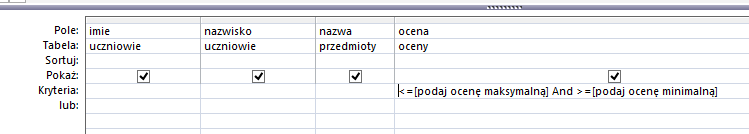 Pole: imie nazwisko nazwa ocena
Tabela: uczniowie uczniowie przedmioty oceny
Sortuj:
Pokaż:
Kryteria: <=[podaj ocenę maksymalną] And >=[podaj ocenę minimalną]
lub: